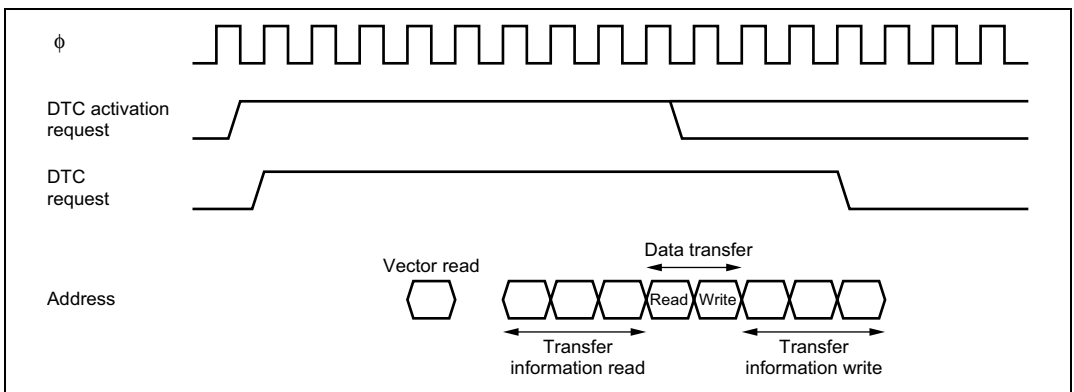 ϕ
DTC activation
request
DTC
request
Data transfer
Vector read
Address
Read Write
Transfer
information read
Transfer
information write